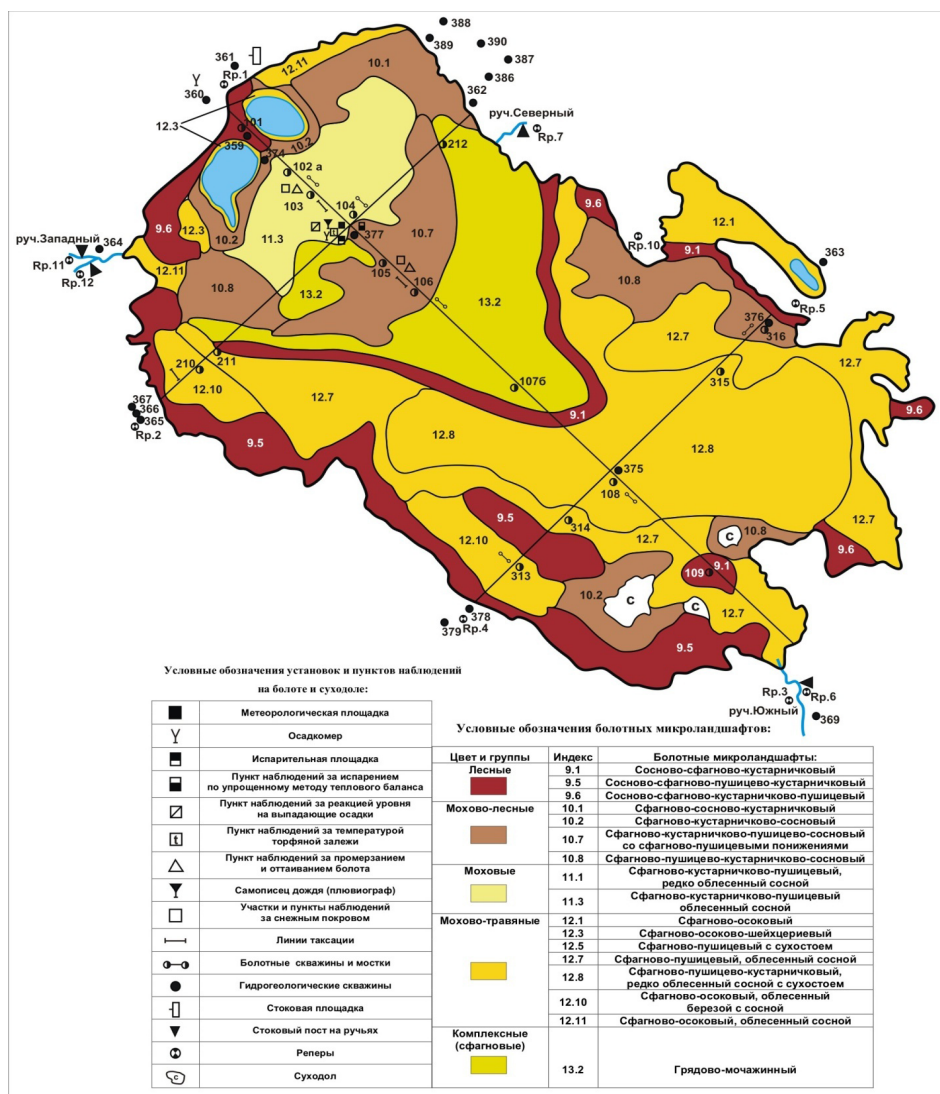 388
389
390
387
386
362
361
Rp.1
360
12.11
10.1
руч.Северный
Rp.7
12.3
101
359
374
10.2
212
102 а
103
104
9.6
12.3
10.2
11.3
377
10.7
9.6
12.1
Rp.10
9.1
363
руч.Западный
364
Rp.11
Rp.12
12.11
10.8
105
106
13.2
13.2
10.8
Rp.5
376
316
12.7
12.7
210
211
12.10
12.7
107б
315
9.1
9.6
367
366
365
Rp.2
9.5
12.8
12.8
375
108
9.5
314
12.10
12.7
10.8
С
12.7
9.6
313
109
9.1
10.2
С
С
12.7
378
379
Rp.4
9.5
Rp.3
Rp.6
руч.Южный
369
Условные обозначения установок и пунктов наблюдений
на болоте и суходоле:
Метеорологическая площадка
Осадкомер
Испарительная площадка
Пункт наблюдений за испарением
по упрощенному методу теплового баланса
Пункт наблюдений за реакцией уровня
на выпадающие осадки
t
Пункт наблюдений за температурой
торфяной залежи
Пункт наблюдений за промерзанием
и оттаиванием болота
Самописец дождя (плювиограф)
Участки и пункты наблюдений
за снежным покровом
Линии таксации
Болотные скважины и мостки
Гидрогеологические скважины
Стоковая площадка
Стоковый пост на ручьях
Реперы
с
Суходол
Условные обозначения болотных микроландшафтов:
Цвет и группы Индекс Болотные микроландшафты:
Лесные 9.1 Сосново-сфагново-кустарничковый
9.5 Сосново-сфагново-пушицево-кустарничковый
9.6 Сосново-сфагново-кустарничково-пушицевый
Мохово-лесные 10.1 Сфагново-сосново-кустарничковый
10.2 Сфагново-кустарничково-сосновый
10.7 Сфагново-кустарничково-пушицево-сосновый
со сфагново-пушицевыми понижениями
10.8 Сфагново-пушицево-кустарничково-сосновый
Моховые 11.1 Сфагново-кустарничково-пушицевый,
редко облесенный сосной
11.3 Сфагново-кустарничково-пушицевый
облесенный сосной
Мохово-травяные 12.1 Сфагново-осоковый
12.3 Сфагново-осоково-шейхцериевый
12.5 Сфагново-пушицевый с сухостоем
12.7 Сфагново-пушицевый, облесенный сосной
12.8 Сфагново-пушицево-кустарничковый,
редко облесенный сосной с сухостоем
12.10 Сфагново-осоковый, облесенный
березой с сосной
12.11 Сфагново-осоковый, облесенный сосной
Комплексные
(сфагновые)
13.2 Грядово-мочажинный